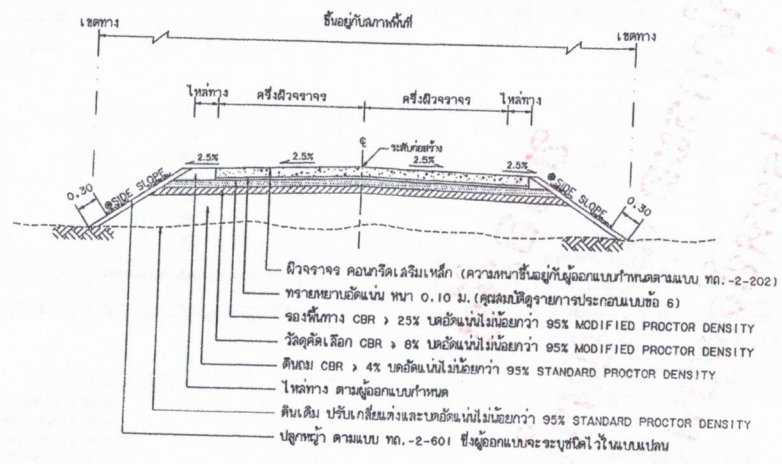 ขึ้นอยู่กับสภาพพื้นที่
เขตทาง
เขตทาง
ไหล่ทาง
ครึ่งผิวจราจร
ครึ่งผิวจราจร
ไหล่ทาง
ระดับก่อสร้าง
2.5%
2.5%
2.5%
2.5%
0.30
SIDE SLOPE
SIDE SLOPE
0.30
ผิวจราจร คอนกรีตเสริมเหล็ก (ความหนาขึ้นอยู่กับผู้ออกแบบกำหนดตามแบบ ทถ.-2-202)
ทรายหยาบอัดแน่น หนา 0.10 ม. (คุณสมบัติดูรายการประกอบแบบข้อ 6)
รองพื้นทาง CBR > 25% บดอัดแน่นไม่น้อยกว่า 95% MODIFIED PROCTOR DENSITY
วัสดุคัดเลือก CBR > 8% บดอัดแน่นไม่น้อยกว่า 95% MODIFIED PROCTOR DENSITY
ดินถม CBR > 4% บดอัดแน่นไม่น้อยกว่า 95% STANDARD PROCTOR DENSITY
ไหล่ทาง ตามผู้ออกแบบกำหนด
ดินเดิม ปรับเกลี่ยแต่งและบดอัดแน่นไม่น้อยกว่า 95% STANDARD PROCTOR DENSITY
ปลูกหญ้า ตามแบบ ทถ.-2-601 ซึ่งผู้ออกแบบจะระบุชนิดไว้ในแบบแปลน